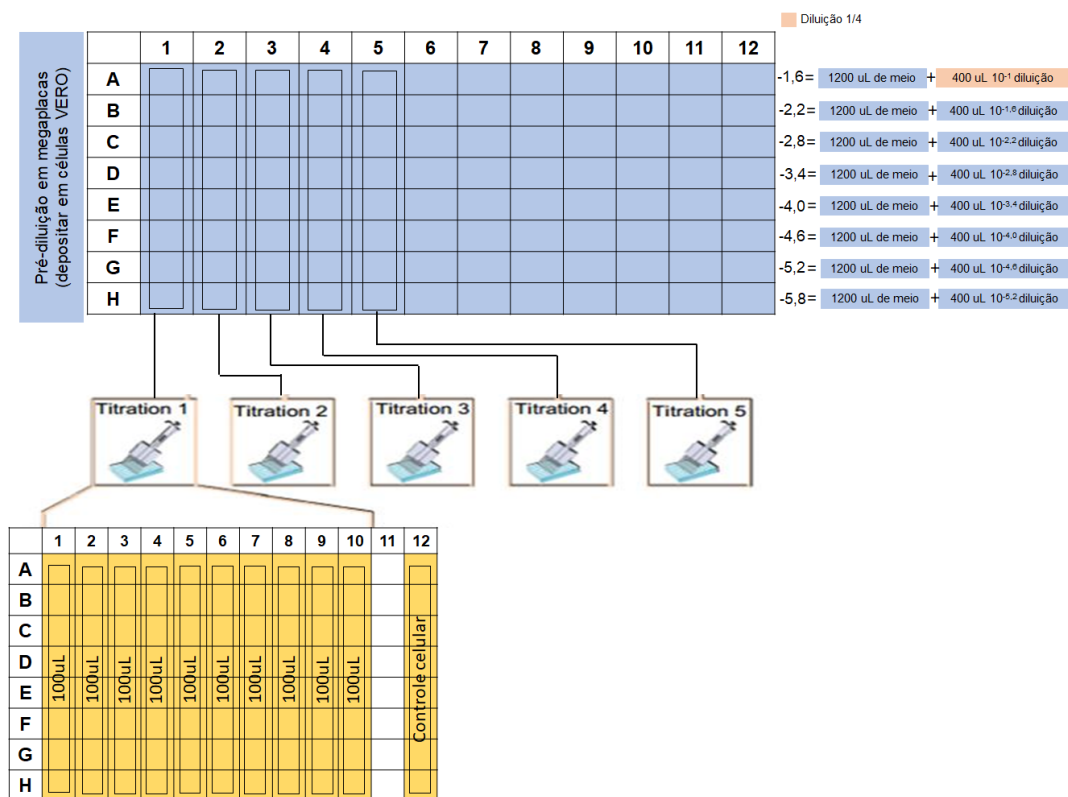 Diluição 1/4
Pré-diluição em megaplacas
(depositar em células VERO)
1 2 3 4 5 6 7 8 9 10 11 12
A -1,6= 1200 uL de meio + 400 uL 10-1 diluição
B -2,2= 1200 uL de meio + 400 uL 10-1,6 diluição
C -2,8= 1200 uL de meio + 400 uL 10-2,2 diluição
D -3,4= 1200 uL de meio + 400 uL 10-2,8 diluição
E -4,0= 1200 uL de meio + 400 uL 10-3,4 diluição
F -4,6= 1200 uL de meio + 400 uL 10-4,0 diluição
G -5,2= 1200 uL de meio + 400 uL 10-4,6 diluição
H -5,8= 1200 uL de meio + 400 uL 10-5,2 diluição
Titration 1 Titration 2 Titration 3 Titration 4 Titration 5
1 2 3 4 5 6 7 8 9 10 11 12
A
B
C
D
E
F
G
H
100uL 100uL 100uL 100uL 100uL 100uL 100uL 100uL 100uL 100uL
Controle celular